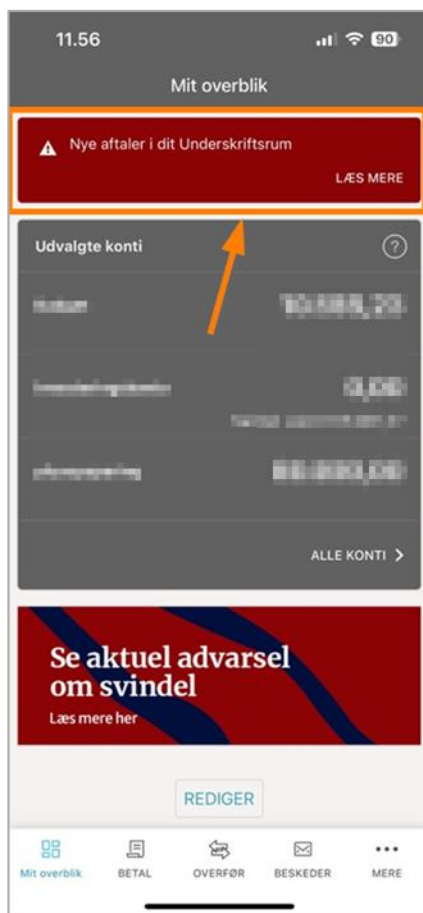 11.56
90
Mit overblik
Nye aftaler i dit Underskriftsrum
LÆS MERE
Udvalgte konti
?
ALLE KONTI
Se aktuel advarsel
om svindel
Læs mere her
REDIGER
Mit overblik BETAL OVERFØR BESKEDER MERE